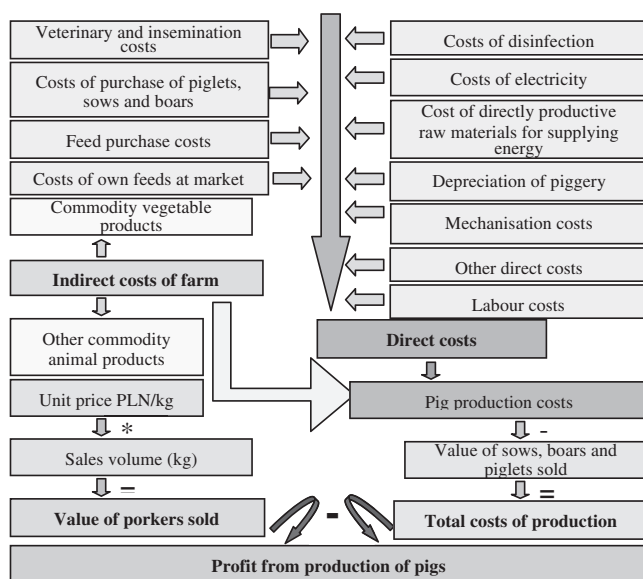 Veterinary and insemination
costs
Costs of purchase of piglets,
sows and boars
Feed purchase costs
Costs of own feeds at market
Commodity vegetable
products
Indirect costs of farm
Other commodity
animal products
Unit price PLN/kg
*
Sales volume (kg)
=
Value of porkers sold
Costs of disinfection
Costs of electricity
Cost of directly productive
raw materials for supplying
energy
Depreciation of piggery
Mechanisation costs
Other direct costs
Labour costs
Direct costs
Pig production costs
-
Value of sows, boars and
piglets sold
=
Total costs of production
-
Profit from production of pigs